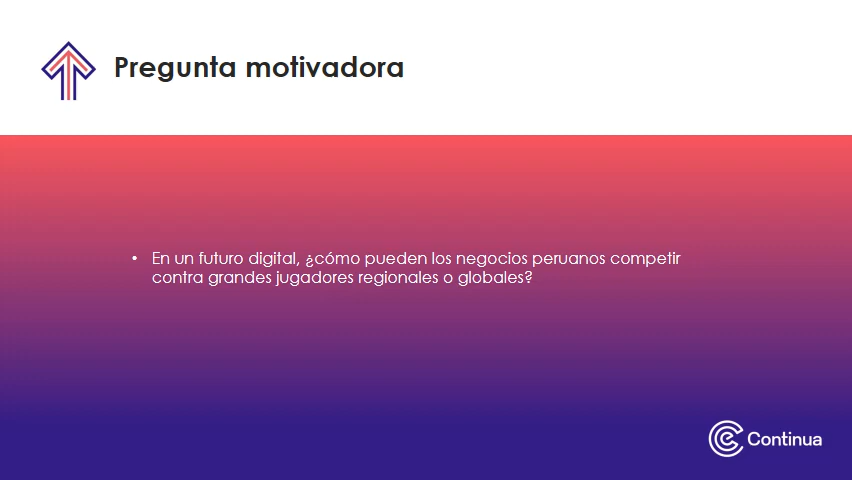 Pregunta motivadora
• En un futuro digital, ¿cómo pueden los negocios peruanos competir
contra grandes jugadores regionales o globales?
Continua